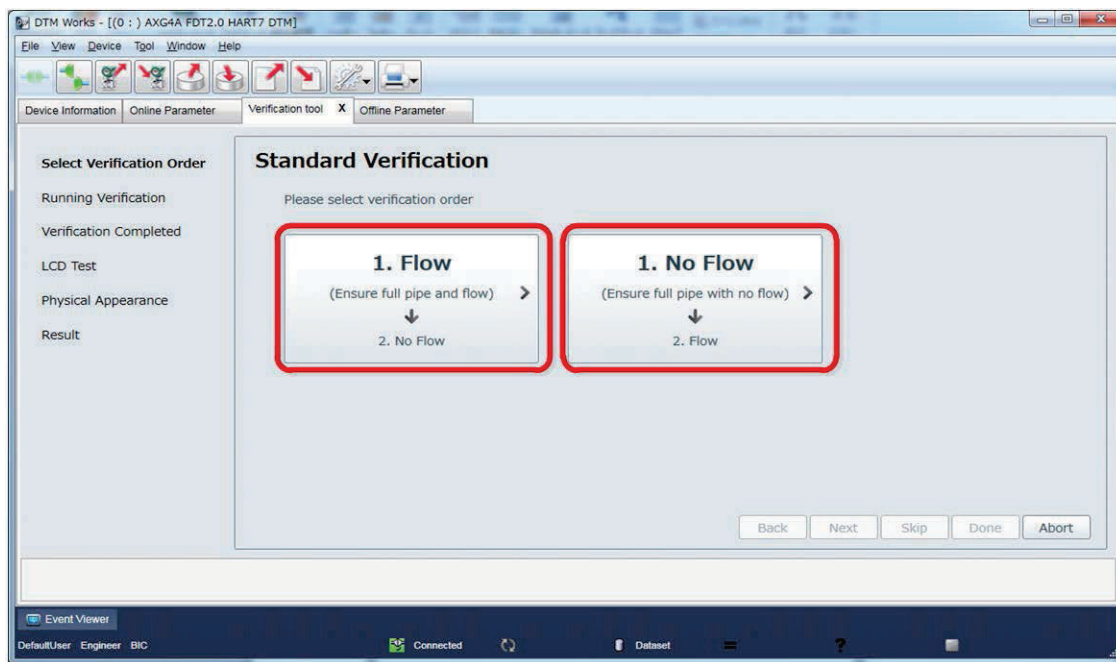 DTM Works - [(0 : ) AXG4A FDT2.0 HART7 DTM]
File View Device Tool Window Help
Device Information Online Parameter Verification tool X Offline Parameter
Select Verification Order
Running Verification
Verification Completed
LCD Test
Physical Appearance
Result
Standard Verification
Please select verification order
1. Flow
(Ensure full pipe and flow)
2. No Flow
1. No Flow
(Ensure full pipe with no flow)
2. Flow
Back Next Skip Done Abort
Event Viewer
DefaultUser Engineer BIC Connected Dataset